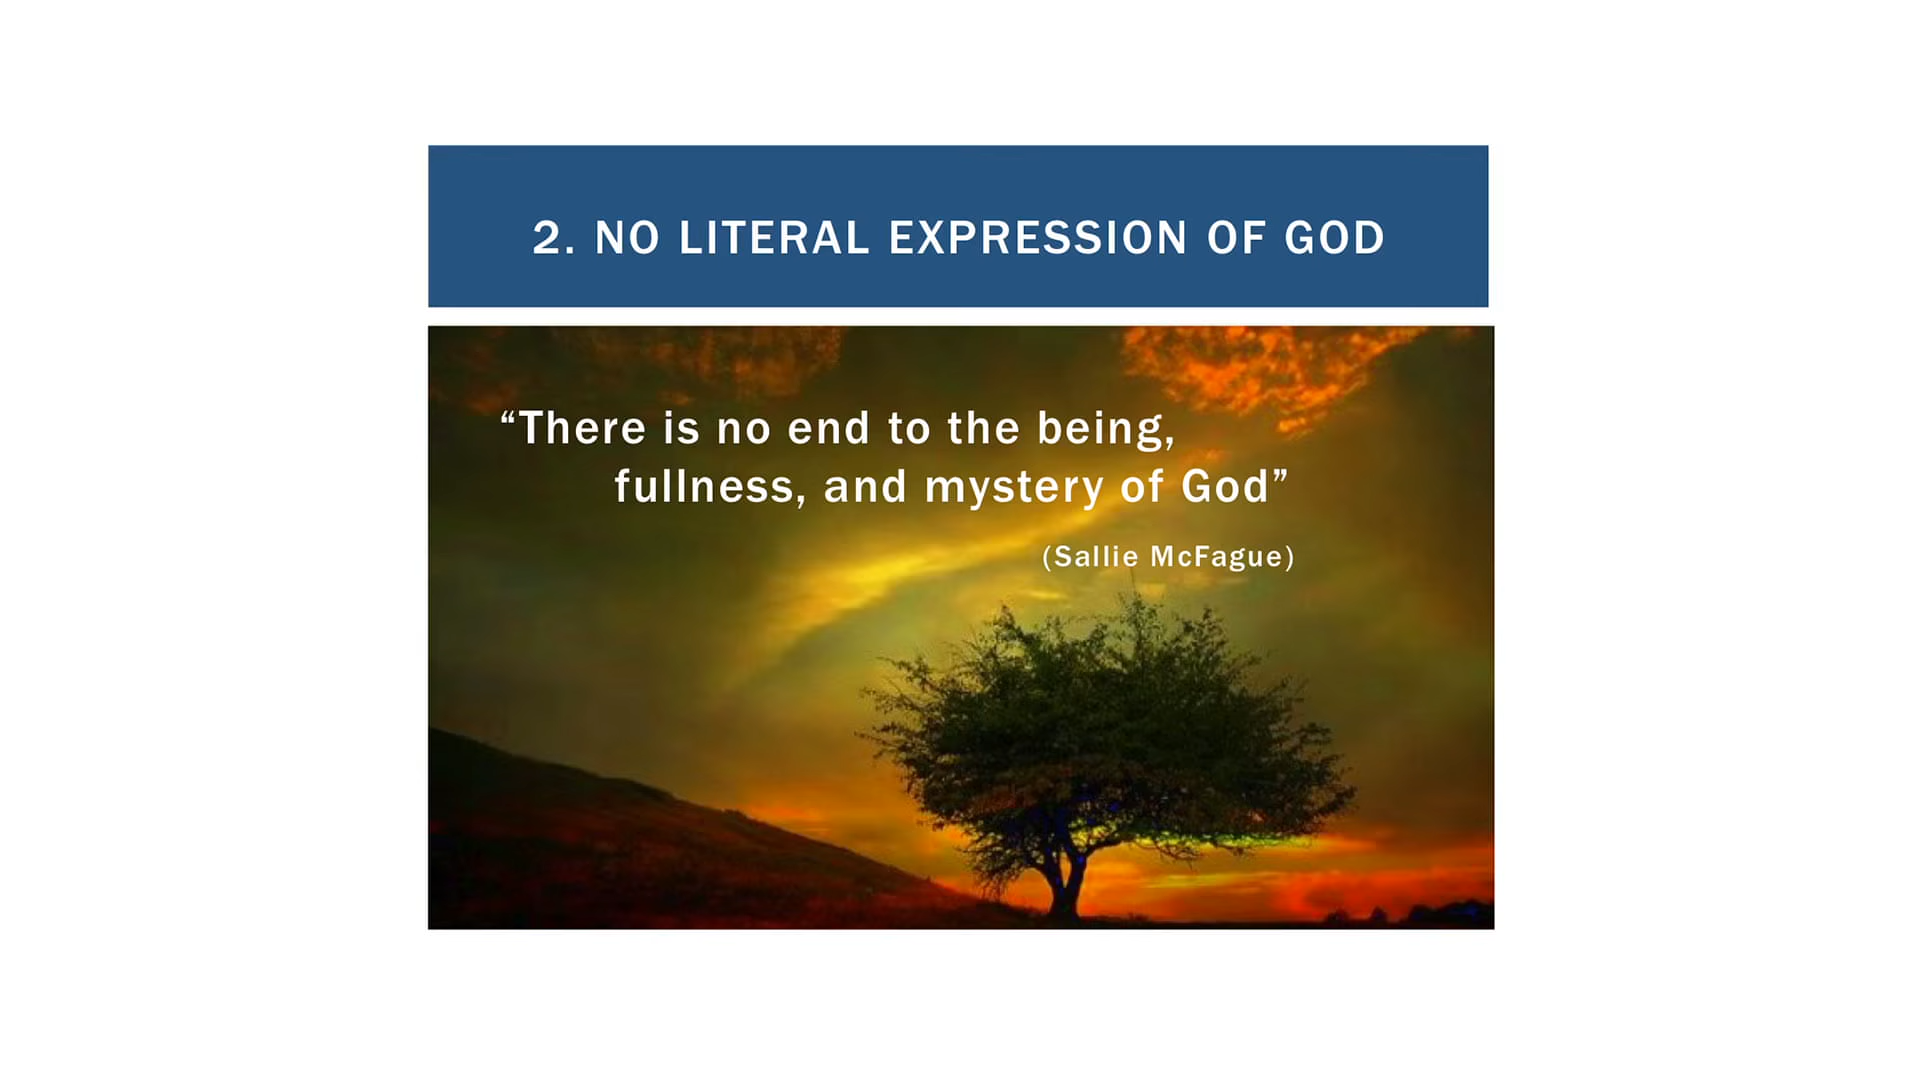 2. NO LITERAL EXPRESSION OF GOD
“There is no end to the being,
fullness, and mystery of God”
(Sallie McFague)